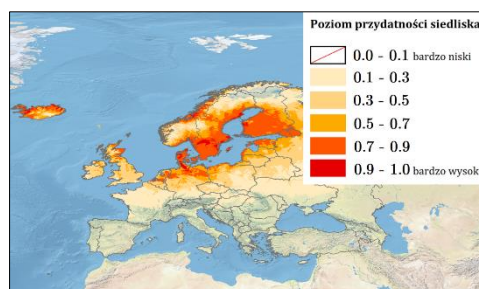 Poziom przydatności siedliska
0.0 - 0.1 bardzo niski
0.1 - 0.3
0.3 - 0.5
0.5 - 0.7
0.7 - 0.9
0.9 - 1.0 bardzo wysok